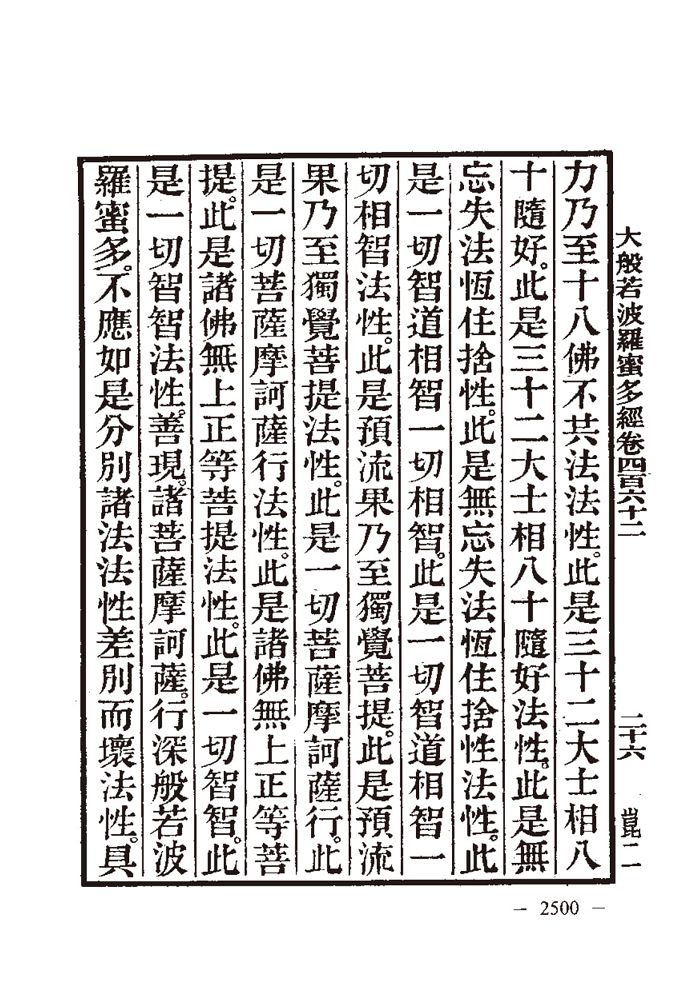 大般若波羅蜜多經卷四百六十二 二十六
力乃至十八佛不共法法性。此是三十二大士相八
十隨好。此是三十二大士相八十隨好法性。此是無
忘失法恆住捨性。此是無忘失法恆住捨性法性。此
是一切智道相智一切相智。此是一切智道相智一
切相智法性。此是預流果乃至獨覺菩提。此是預流
果乃至獨覺菩提法性。此是一切菩薩摩訶薩行。此
是一切菩薩摩訶薩行法性。此是諸佛無上正等菩
提。此是諸佛無上正等菩提法性。此是一切智智。此
是一切智智法性。善現。諸菩薩摩訶薩。行深般若波
羅蜜多。不應如是分別諸法法性差別而壞法性。具
— 2500 —